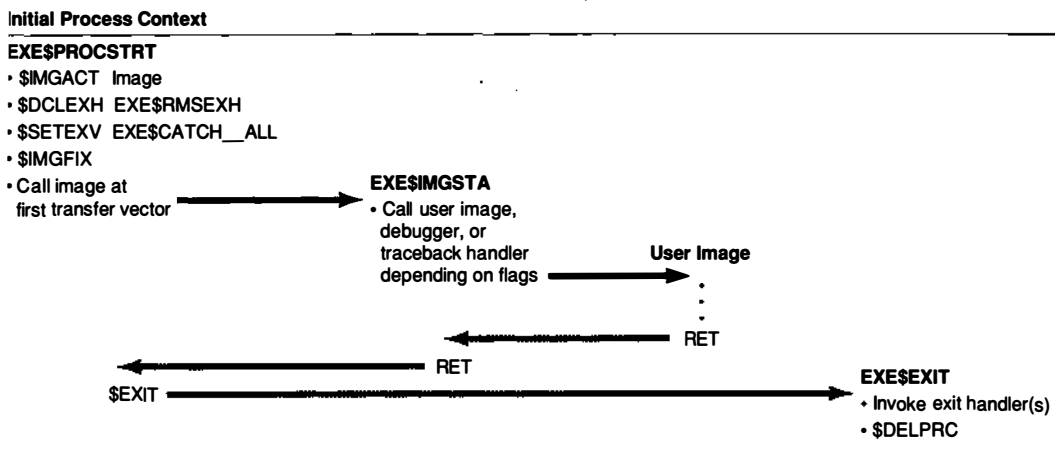 Initial Process Context
EXE$PROCSTRT
• $IMGACT Image
• $DCLEXH EXE$RMSEXH
• $SETEXV EXE$CATCH__ALL
• $IMGFIX
• Call image at
first transfer vector
EXE$IMGSTA
• Call user image,
debugger, or
traceback handler
depending on flags
User Image
RET
RET
$EXIT
EXE$EXIT
• Invoke exit handler(s)
• $DELPRC